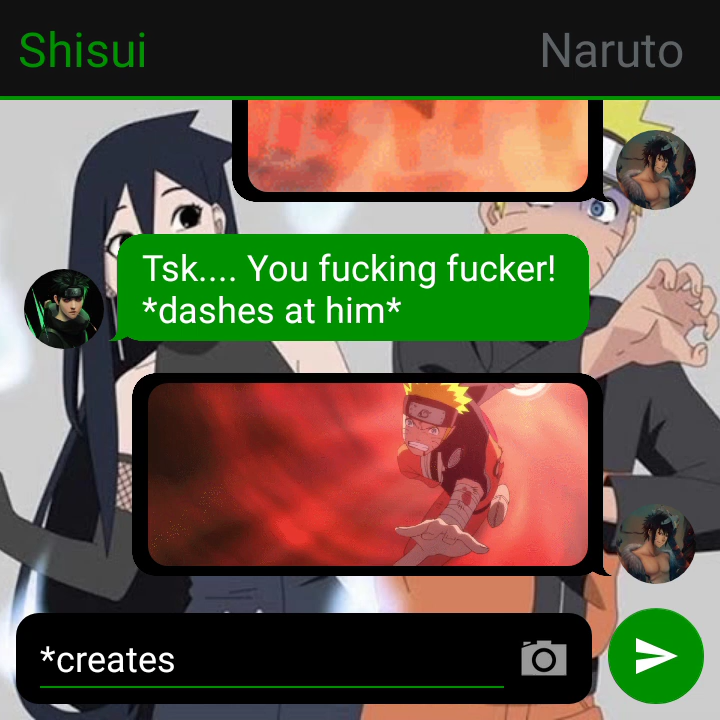 Shisui
Naruto
Tsk.... You fucking fucker!
*dashes at him*
*creates